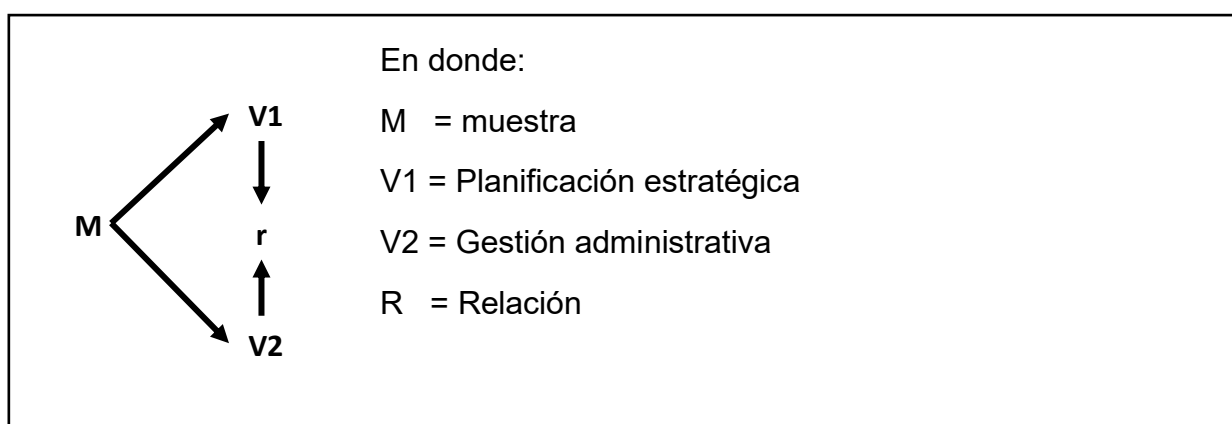 En donde:
M = muestra
V1 = Planificación estratégica
V2 = Gestión administrativa
R = Relación
V1
M
r
V2